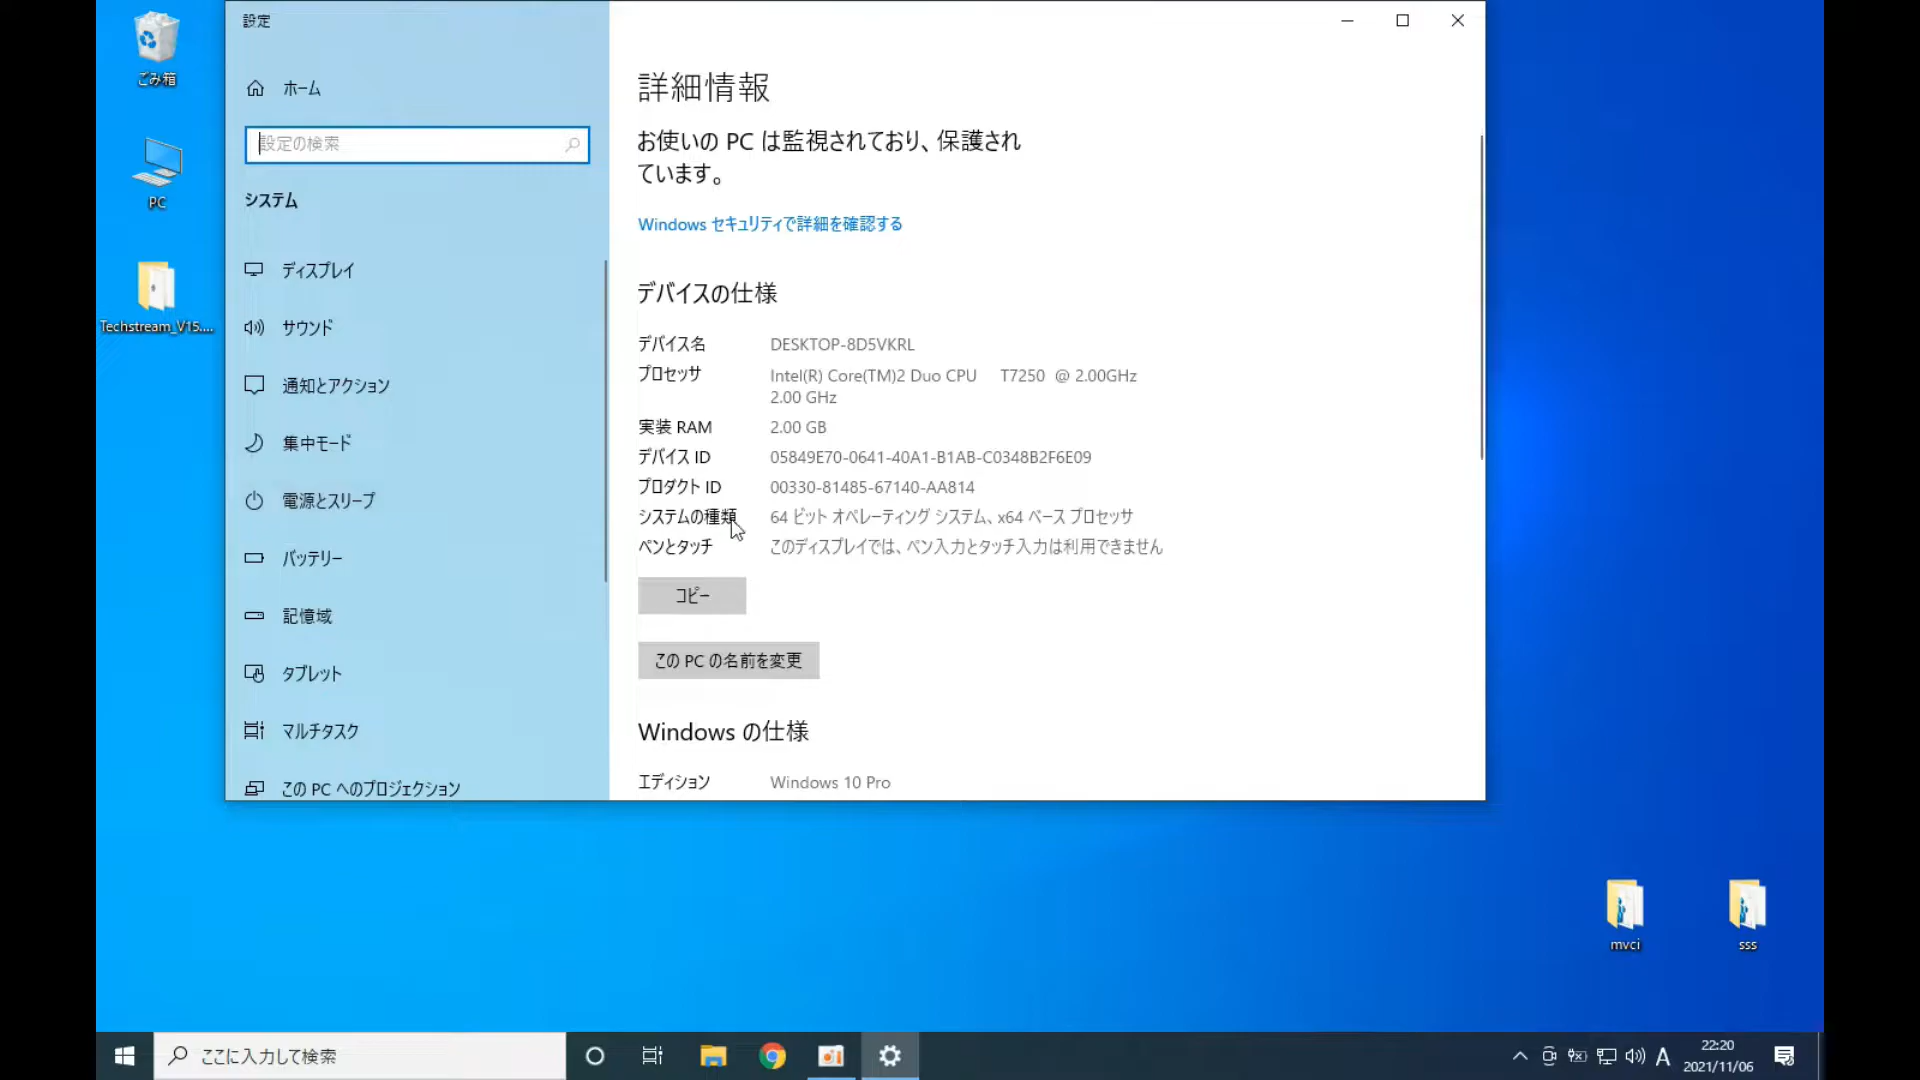 ごみ箱
PC
Techstream_V15....
設定
ホーム
設定の検索
システム
ディスプレイ
サウンド
通知とアクション
集中モード
電源とスリープ
バッテリー
記憶域
タブレット
マルチタスク
この PC へのプロジェクション
詳細情報
お使いの PC は監視されており、保護され
ています。
Windows セキュリティで詳細を確認する
デバイスの仕様
デバイス名 DESKTOP-8D5VKRL
プロセッサ Intel(R) Core(TM)2 Duo CPU T7250 @ 2.00GHz
2.00 GHz
実装 RAM 2.00 GB
デバイス ID 05849E70-0641-40A1-B1AB-C0348B2F6E09
プロダクト ID 00330-81485-67140-AA814
システムの種類 64 ビット オペレーティング システム、x64 ベース プロセッサ
ペンとタッチ このディスプレイでは、ペン入力とタッチ入力は利用できません
コピー
この PC の名前を変更
Windows の仕様
エディション Windows 10 Pro
mvci
sss
ここに入力して検索
A
22:20
2021/11/06